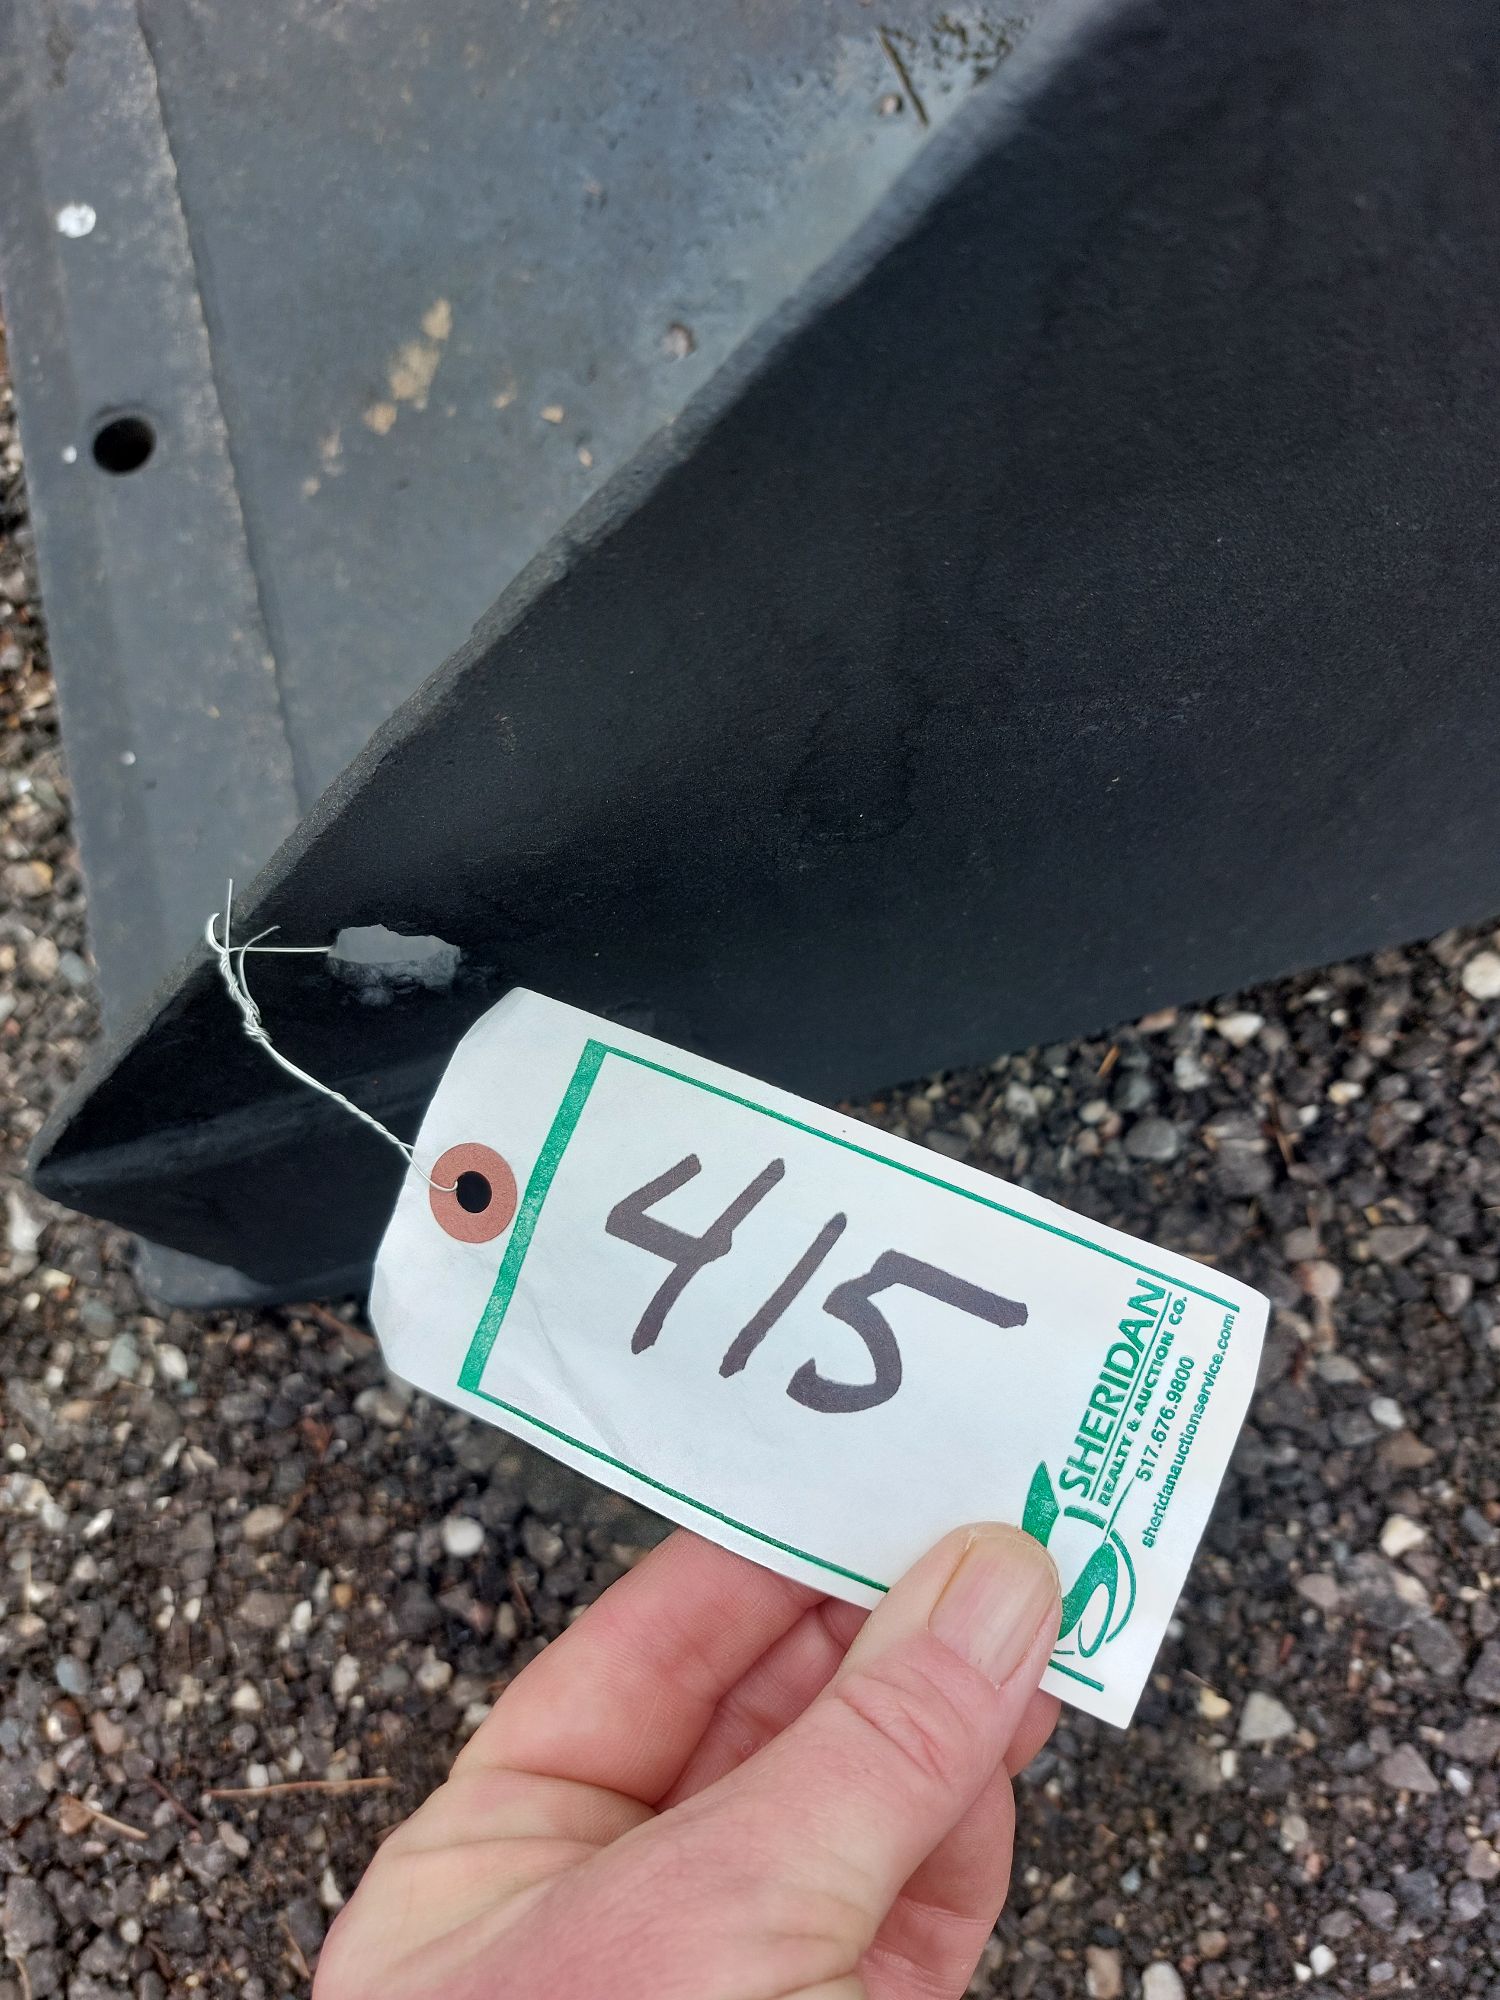 415
SHERIDAN
REALTY & AUCTION CO.
517.676.9800
sheridanauctionservice.com